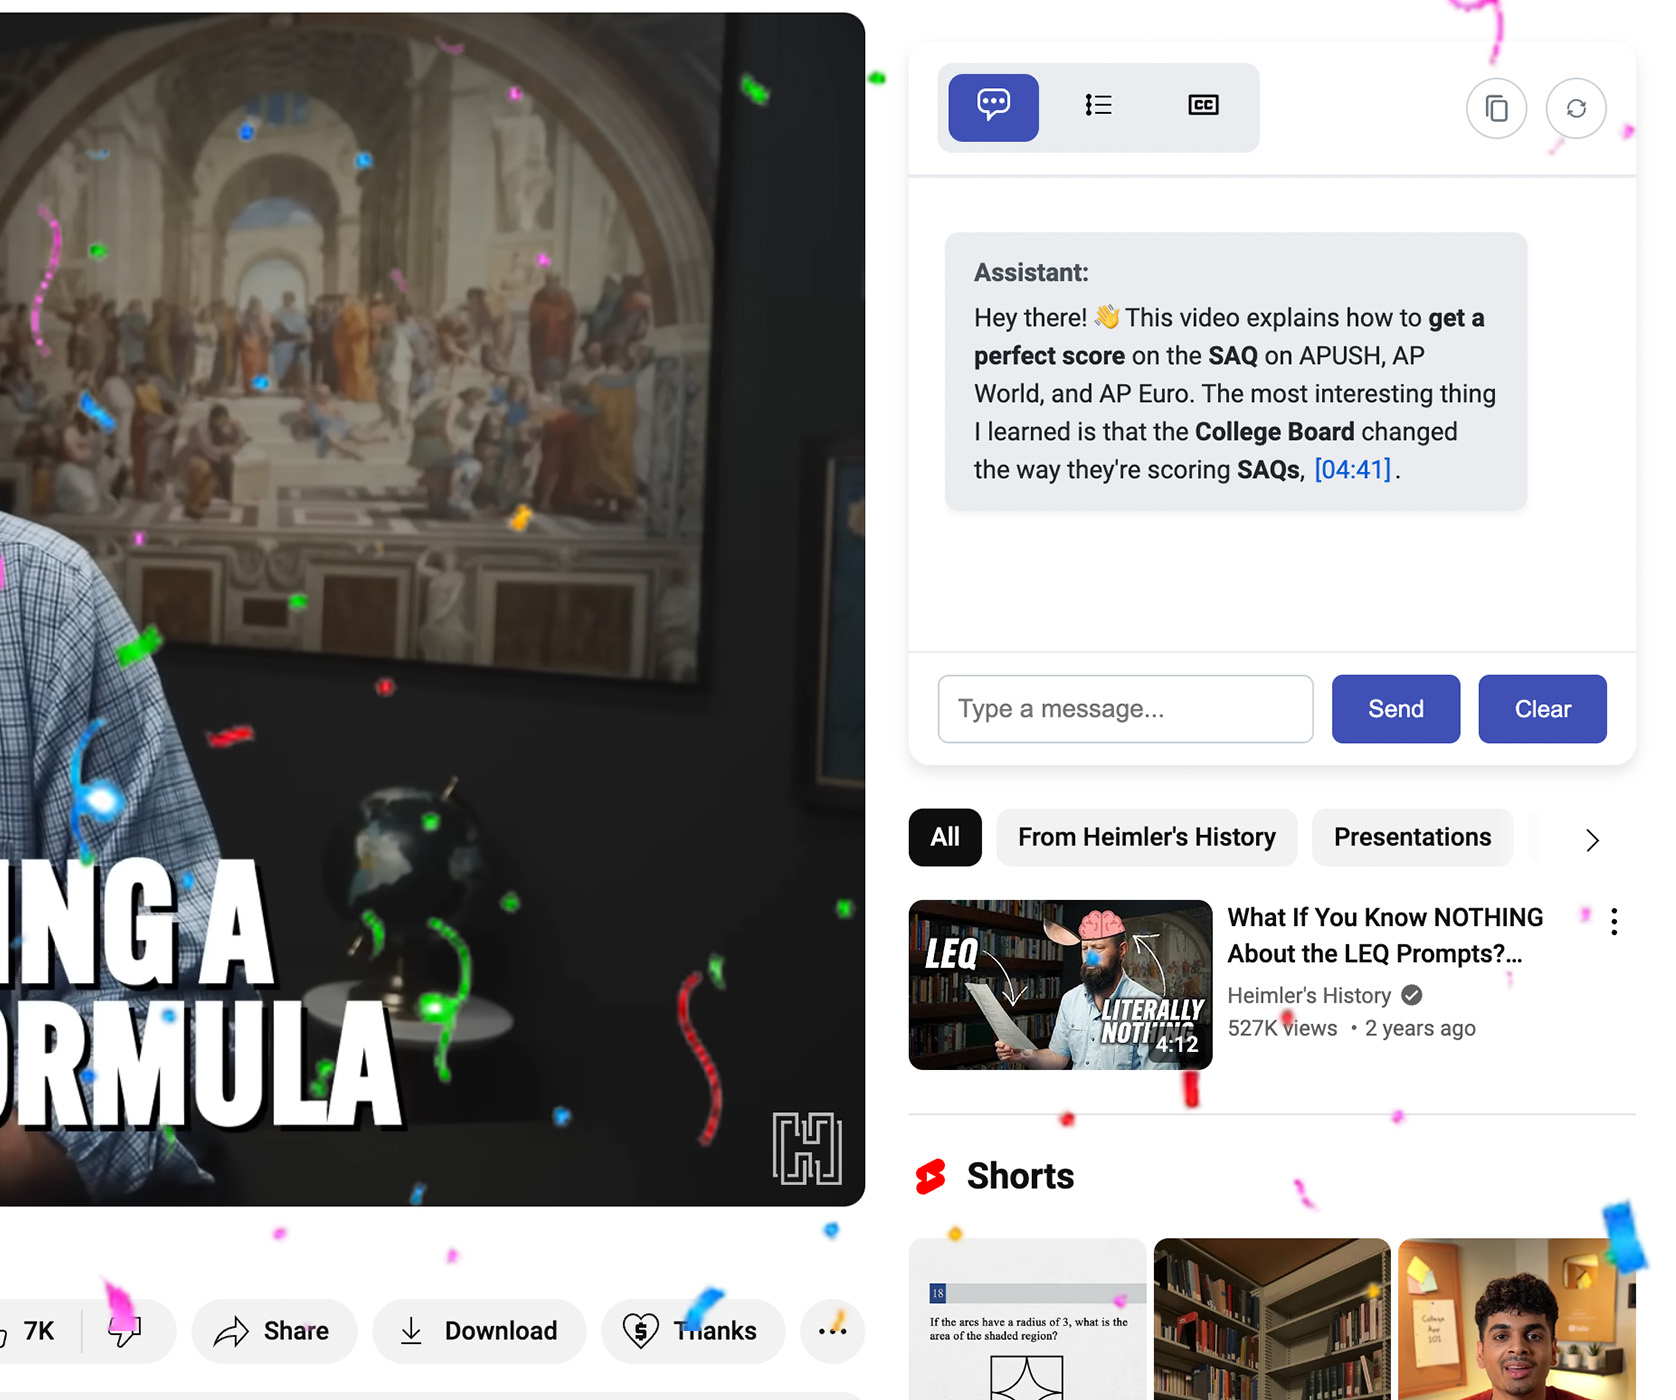 ING A
ORMULA
7K
Share
Download
Thanks
CC
Assistant:
Hey there! 👋 This video explains how to get a
perfect score on the SAQ on APUSH, AP
World, and AP Euro. The most interesting thing
I learned is that the College Board changed
the way they're scoring SAQs, [04:41].
Type a message...
Send
Clear
All
From Heimler's History
Presentations
LEQ
LITERALLY
NOTHING
4:12
What If You Know NOTHING
About the LEQ Prompts?...
Heimler's History
527K views • 2 years ago
Shorts
18
If the arcs have a radius of 3, what is the
area of the shaded region?
College
App
101